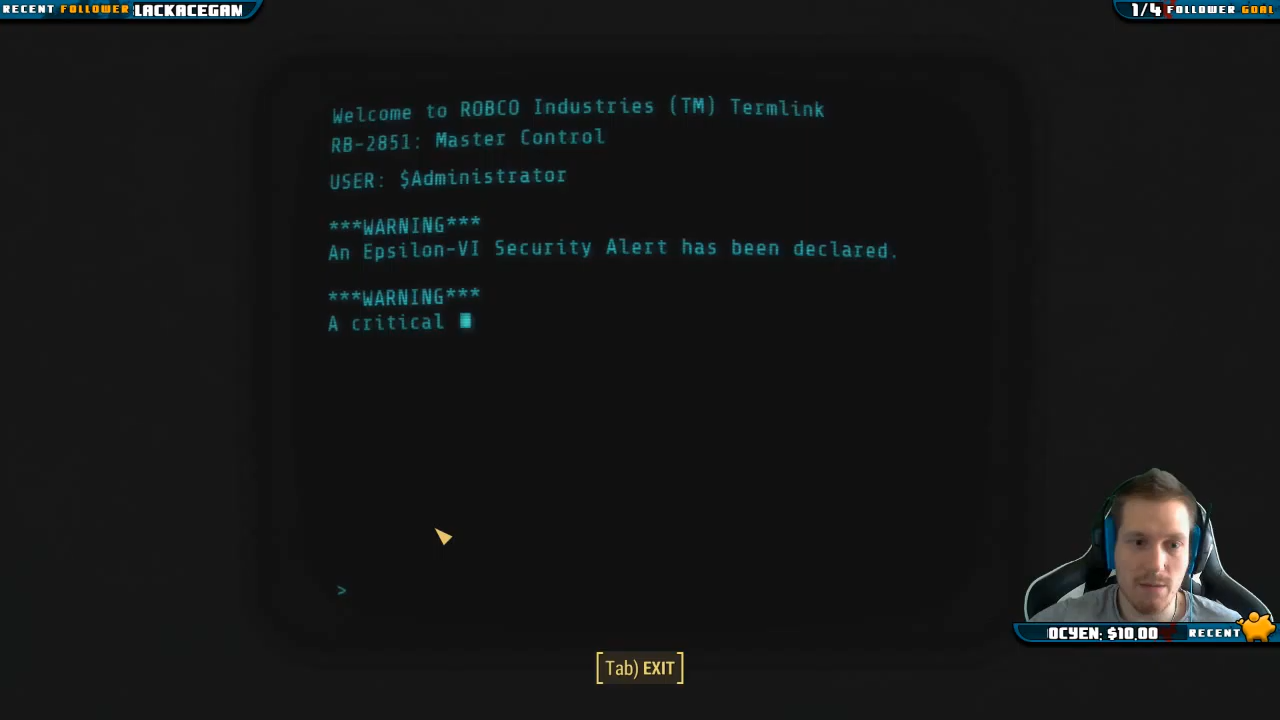 RECENT FOLLOWER: LACKACEGAN
1/4 FOLLOWER GOAL
Welcome to ROBCO Industries (TM) Termlink
RB-2851: Master Control
USER: $Administrator
***WARNING***
An Epsilon-VI Security Alert has been declared.
***WARNING***
A critical
>
OCYEN: $10.00 RECENT
[Tab) EXIT]